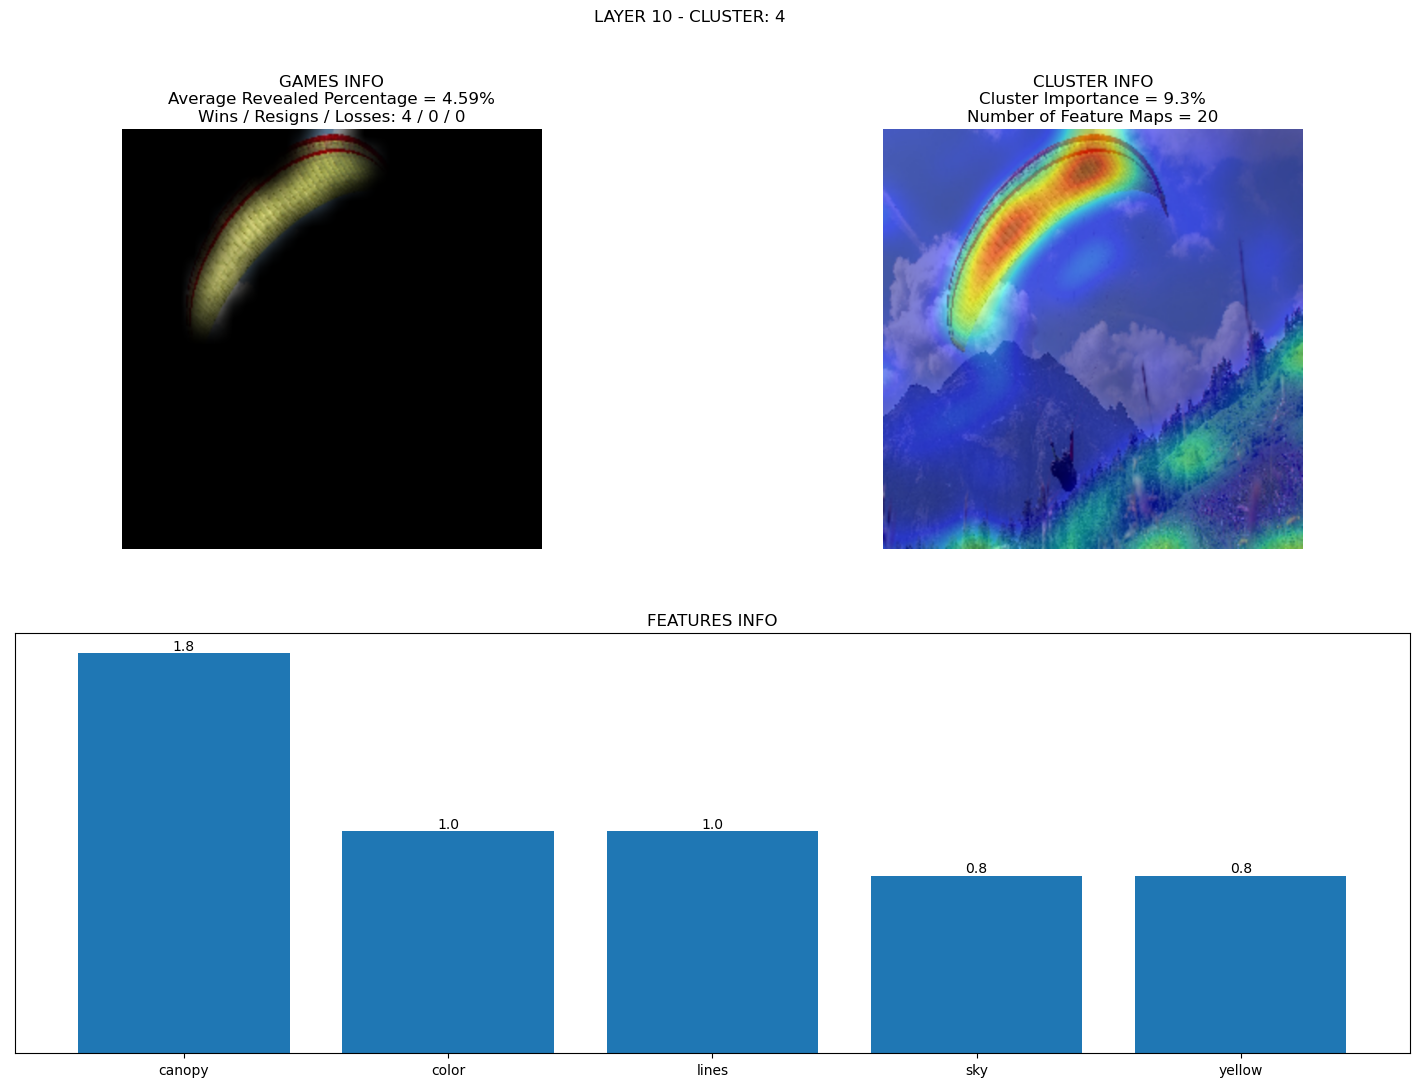 LAYER 10 - CLUSTER: 4
GAMES INFO
Average Revealed Percentage = 4.59%
Wins / Resigns / Losses: 4 / 0 / 0
CLUSTER INFO
Cluster Importance = 9.3%
Number of Feature Maps = 20
FEATURES INFO
1.8
1.0
1.0
0.8
0.8
canopy
color
lines
sky
yellow